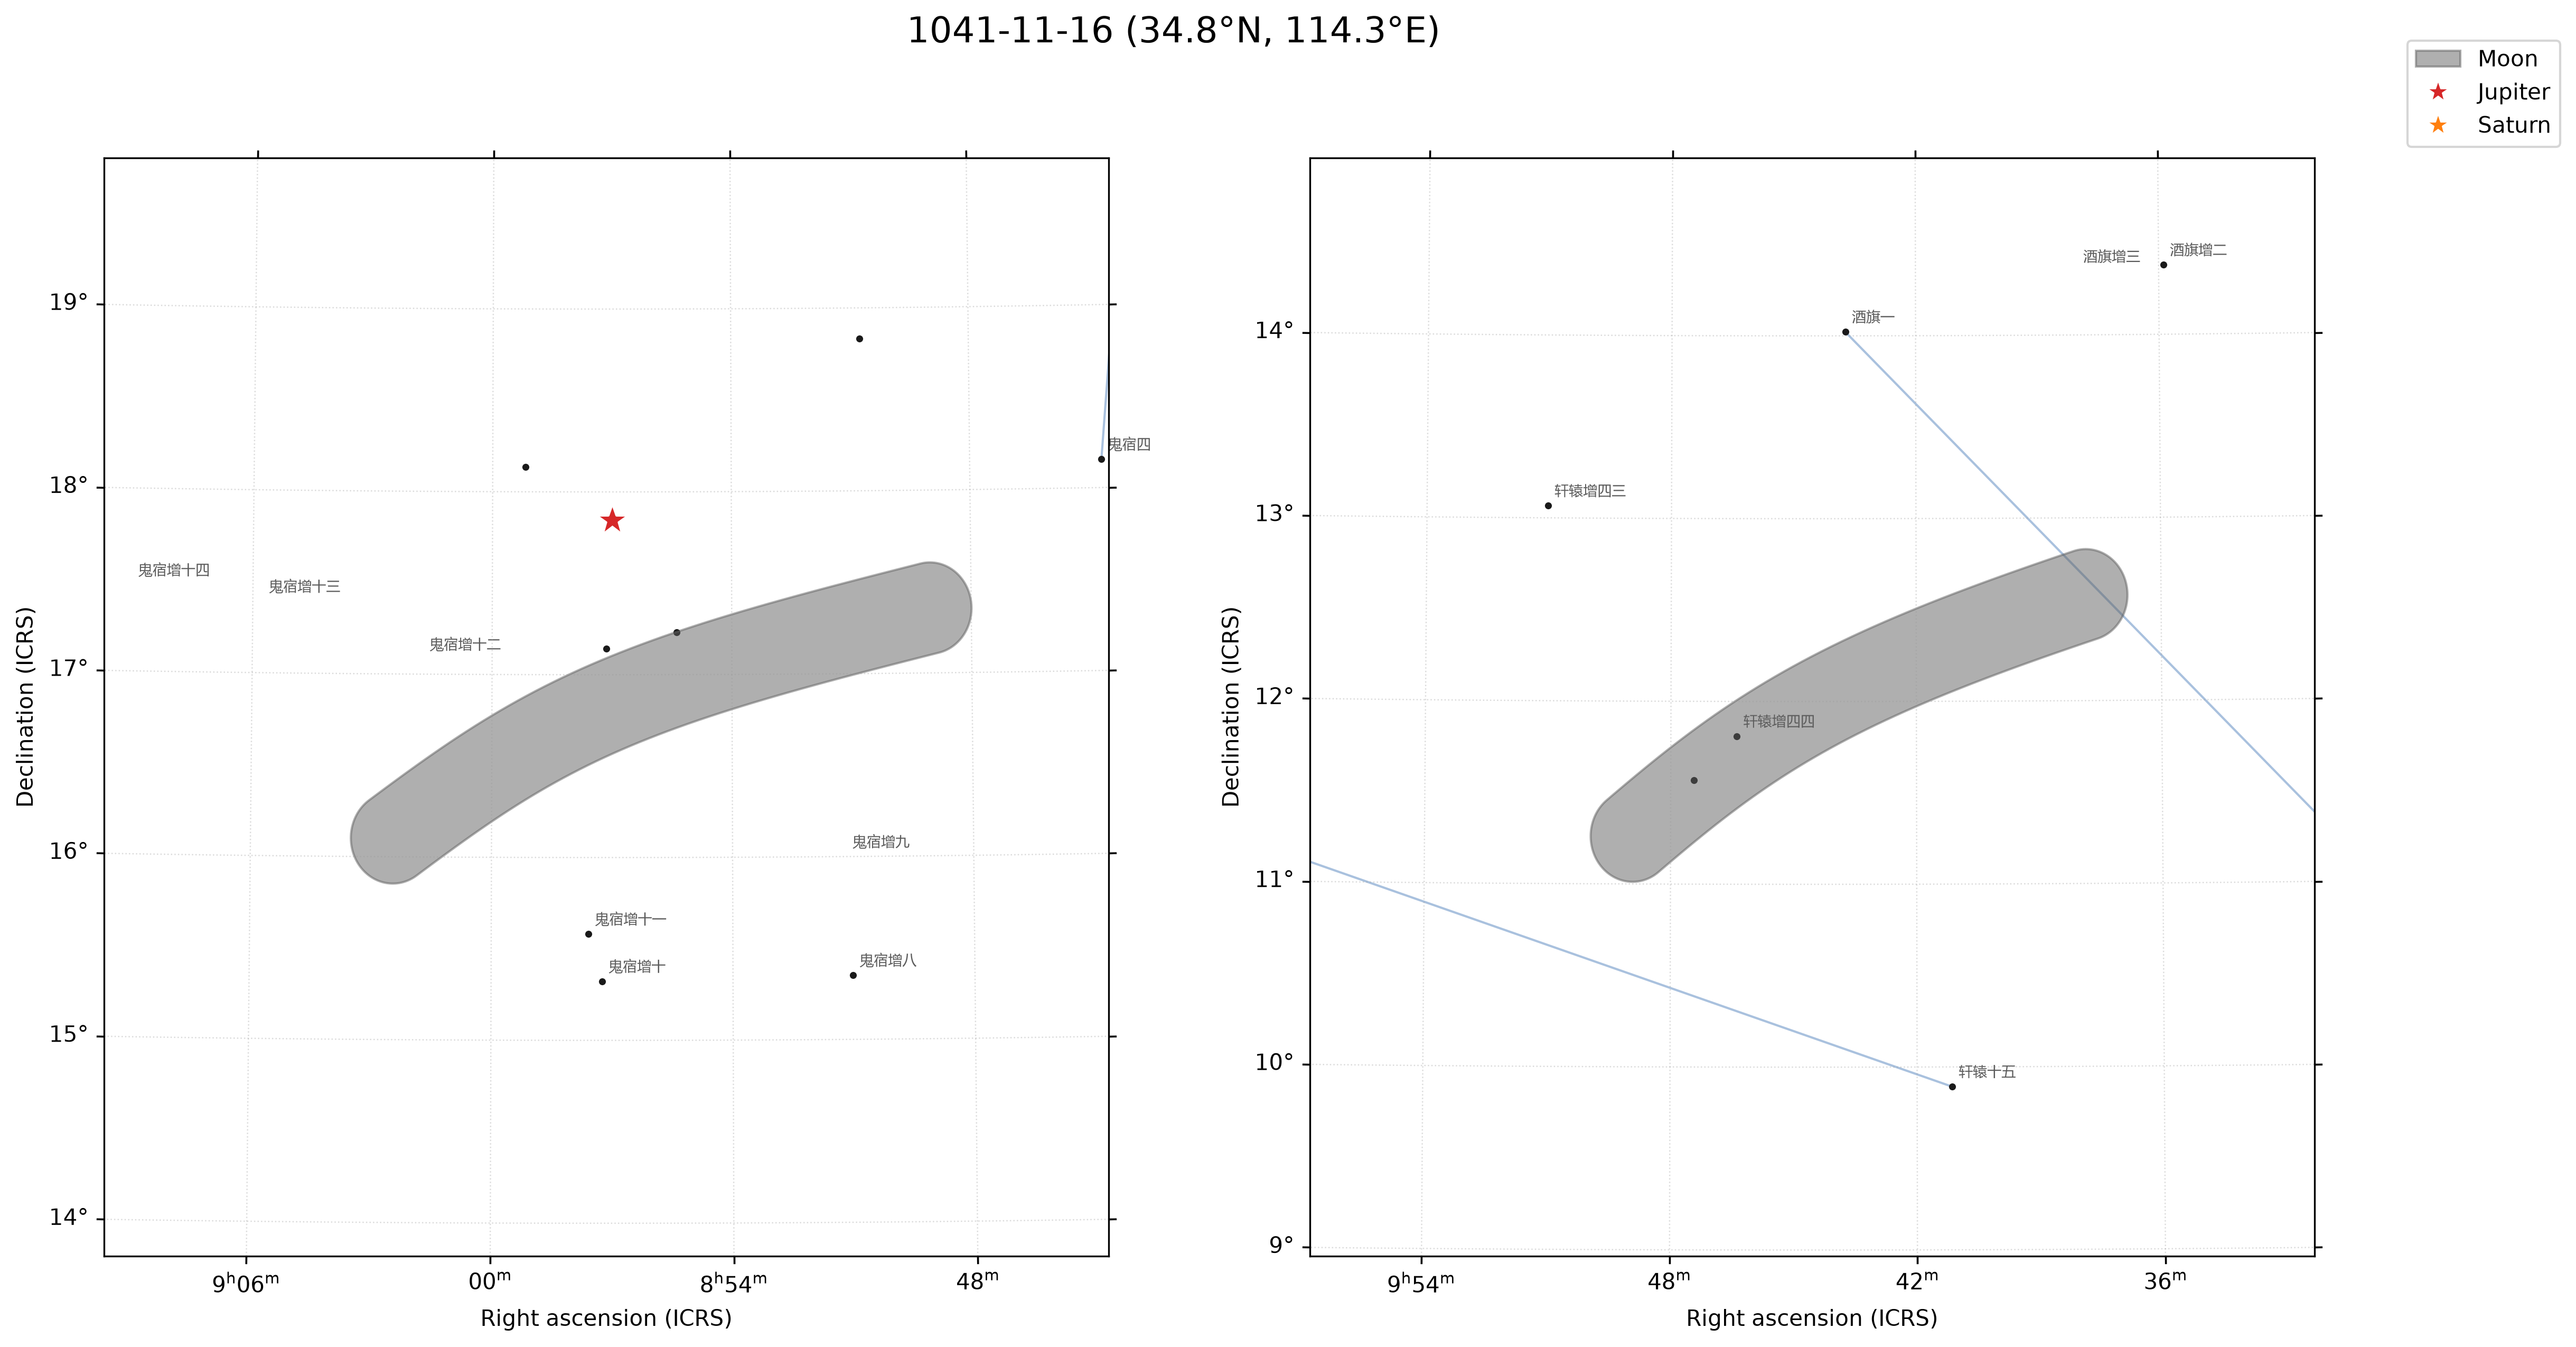 1041-11-16 (34.8°N, 114.3°E)
Moon
Jupiter
Saturn
19°
18°
17°
16°
15°
14°
Declination (ICRS)
鬼宿四
鬼宿增十四
鬼宿增十三
鬼宿增十二
鬼宿增九
鬼宿增十一
鬼宿增十
鬼宿增八
9h06m
00m
8h54m
48m
Right ascension (ICRS)
14°
13°
12°
11°
10°
9°
Declination (ICRS)
酒旗增三
酒旗增二
酒旗一
轩辕增四三
轩辕增四四
轩辕十五
9h54m
48m
42m
36m
Right ascension (ICRS)